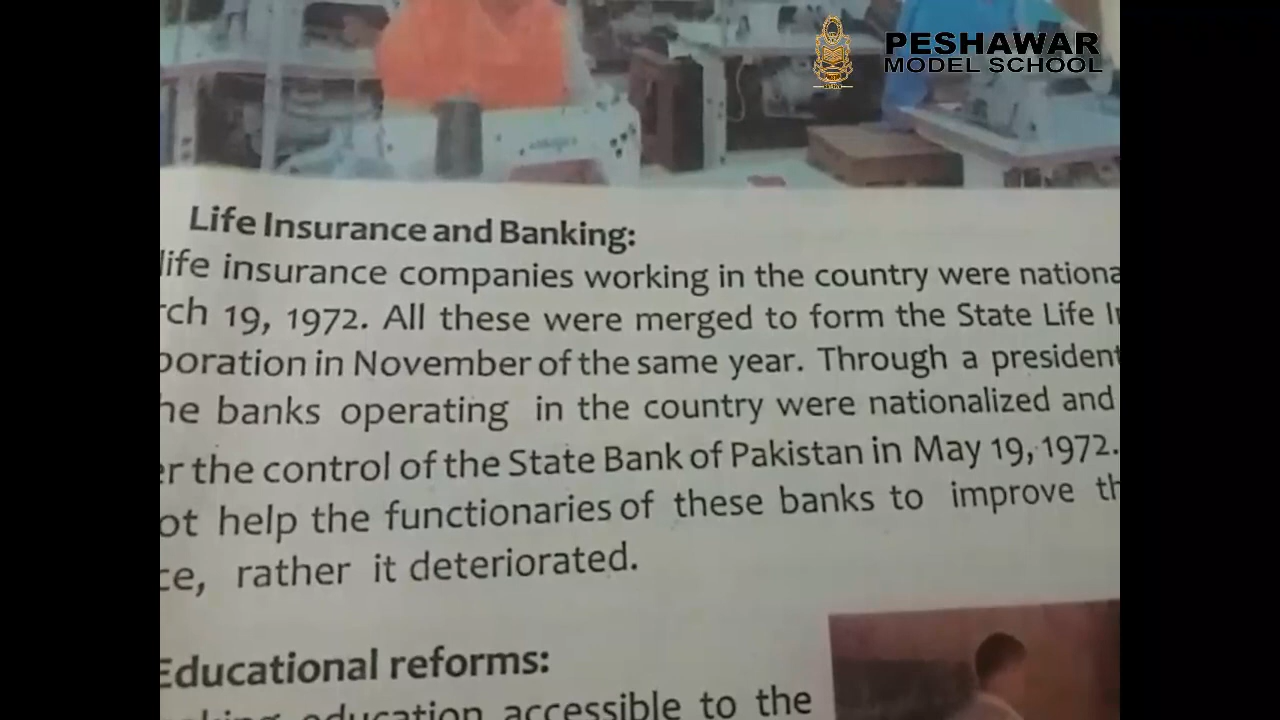 PESHAWAR
MODEL SCHOOL
Life Insurance and Banking:
life insurance companies working in the country were nationa
rch 19, 1972. All these were merged to form the State Life I
poration in November of the same year. Through a president
he banks operating in the country were nationalized and
er the control of the State Bank of Pakistan in May 19, 1972.
ot help the functionaries of these banks to improve th
ce, rather it deteriorated.
Educational reforms:
education accessible to the